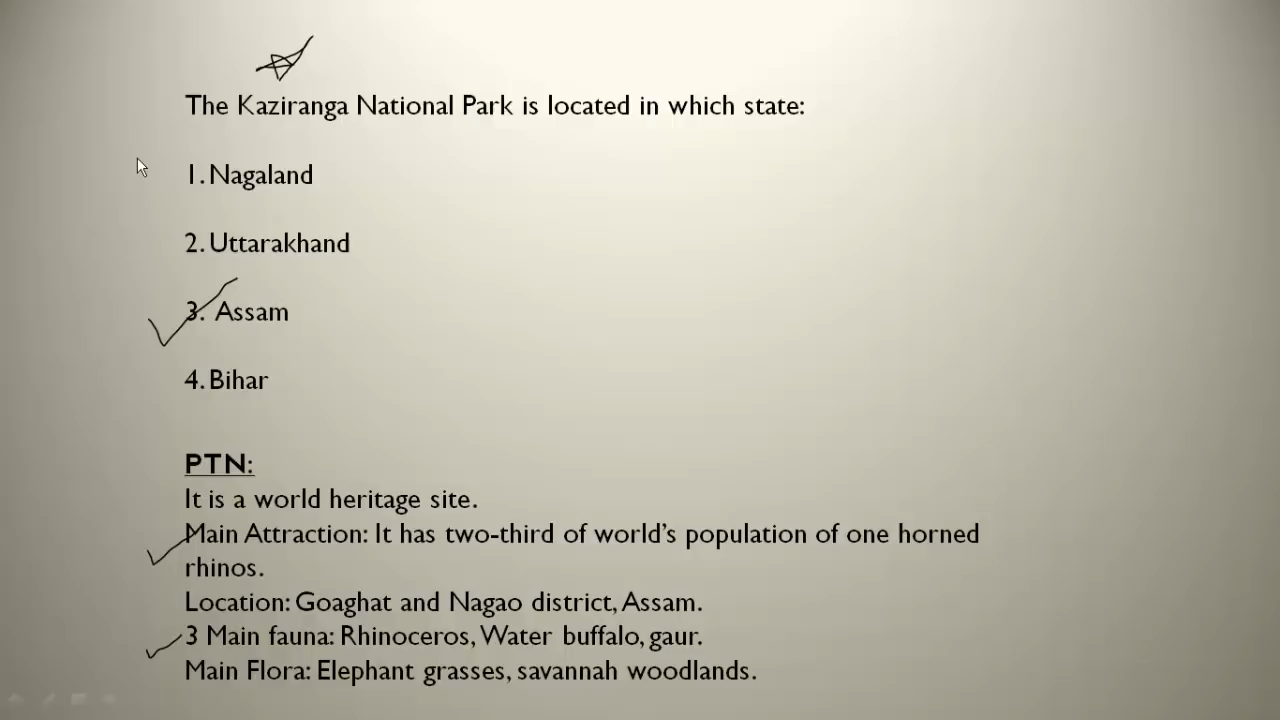 The Kaziranga National Park is located in which state:
1. Nagaland
2. Uttarakhand
3. Assam
4. Bihar
PTN:
It is a world heritage site.
Main Attraction: It has two-third of world's population of one horned
rhinos.
Location: Goaghat and Nagao district, Assam.
3 Main fauna: Rhinoceros, Water buffalo, gaur.
Main Flora: Elephant grasses, savannah woodlands.